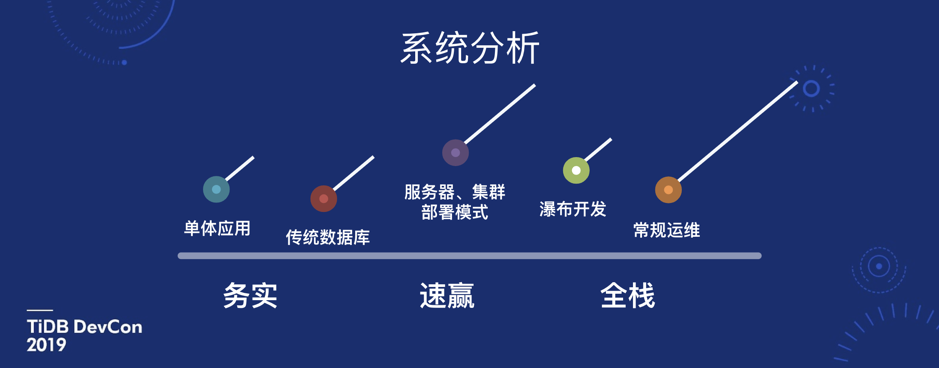 系统分析
单体应用
传统数据库
服务器、集群
部署模式
瀑布开发
常规运维
务实
速赢
全栈
TiDB DevCon
2019